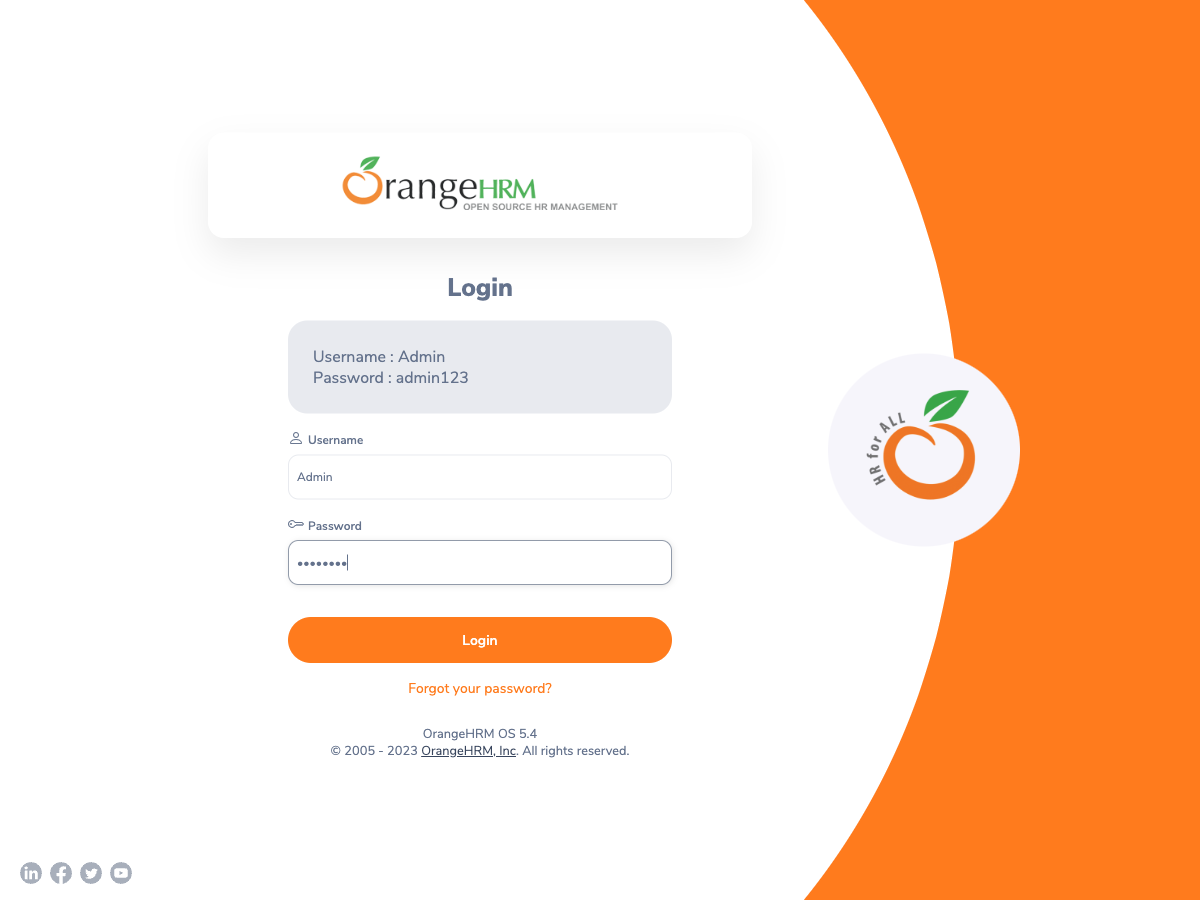 OrangeHRM
OPEN SOURCE HR MANAGEMENT
Login
Username : Admin
Password : admin123
Username
Admin
Password
••••••••
Login
Forgot your password?
OrangeHRM OS 5.4
© 2005 - 2023 OrangeHRM, Inc. All rights reserved.
HR for ALL